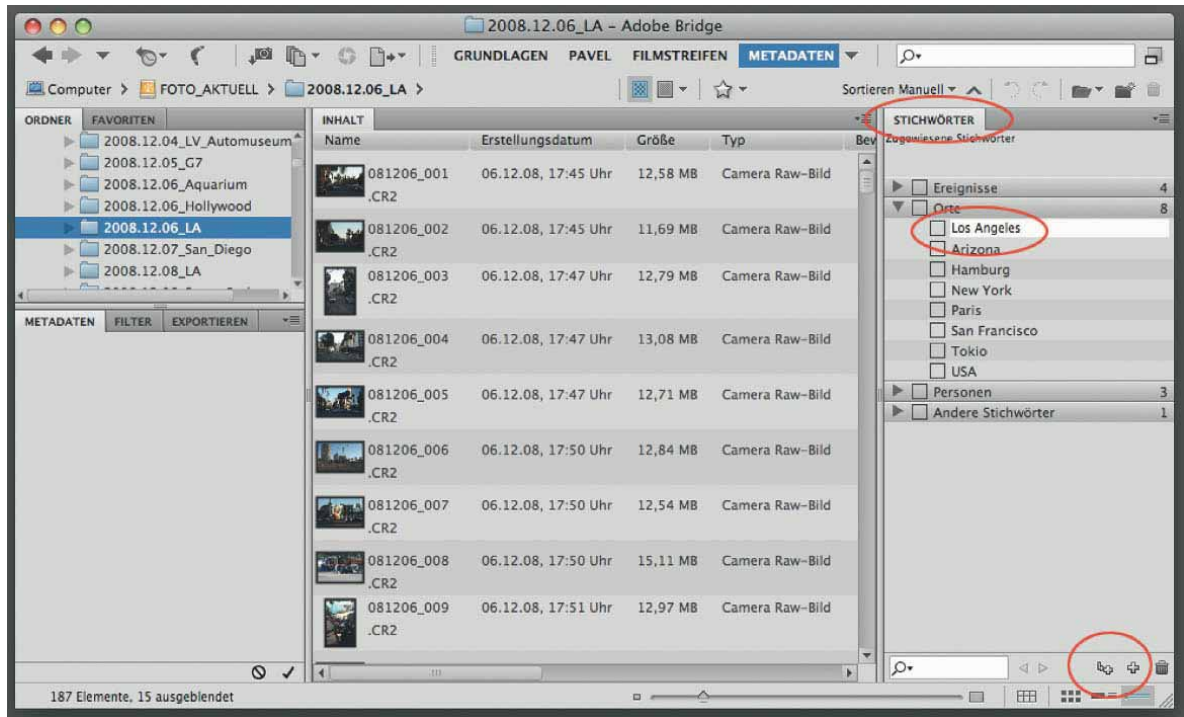 2008.12.06_LA – Adobe Bridge
GRUNDLAGEN PAVEL FILMSTREIFEN METADATEN
Computer > FOTO_AKTUELL > 2008.12.06_LA >
Sortieren Manuell
ORDNER FAVORITEN
2008.12.04_LV_Automuseum
2008.12.05_G7
2008.12.06_Aquarium
2008.12.06_Hollywood
2008.12.06_LA
2008.12.07_San_Diego
2008.12.08_LA
METADATEN FILTER EXPORTIEREN
INHALT
Name Erstellungsdatum Größe Typ Bew
081206_001 06.12.08, 17:45 Uhr 12,58 MB Camera Raw-Bild
.CR2
081206_002 06.12.08, 17:45 Uhr 11,69 MB Camera Raw-Bild
.CR2
081206_003 06.12.08, 17:47 Uhr 12,79 MB Camera Raw-Bild
.CR2
081206_004 06.12.08, 17:47 Uhr 13,08 MB Camera Raw-Bild
.CR2
081206_005 06.12.08, 17:47 Uhr 12,71 MB Camera Raw-Bild
.CR2
081206_006 06.12.08, 17:50 Uhr 12,84 MB Camera Raw-Bild
.CR2
081206_007 06.12.08, 17:50 Uhr 12,54 MB Camera Raw-Bild
.CR2
081206_008 06.12.08, 17:50 Uhr 15,11 MB Camera Raw-Bild
.CR2
081206_009 06.12.08, 17:51 Uhr 12,97 MB Camera Raw-Bild
.CR2
STICHWÖRTER
Zugewiesene Stichwörter
Ereignisse 4
Orte 8
Los Angeles
Arizona
Hamburg
New York
Paris
San Francisco
Tokio
USA
Personen 3
Andere Stichwörter 1
187 Elemente, 15 ausgeblendet